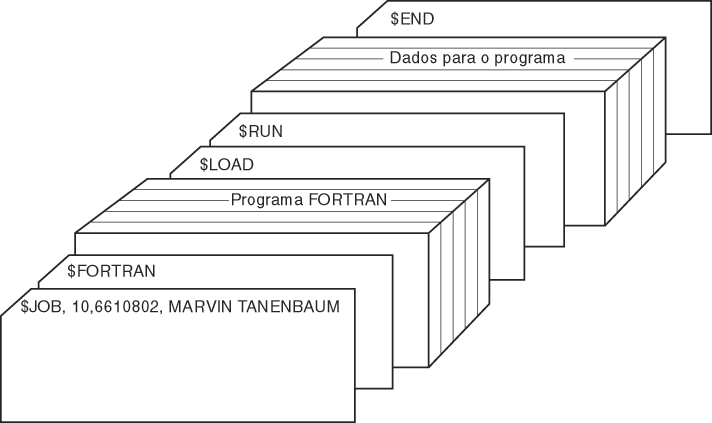 $END
Dados para o programa
$RUN
$LOAD
Programa FORTRAN
$FORTRAN
$JOB, 10,6610802, MARVIN TANENBAUM